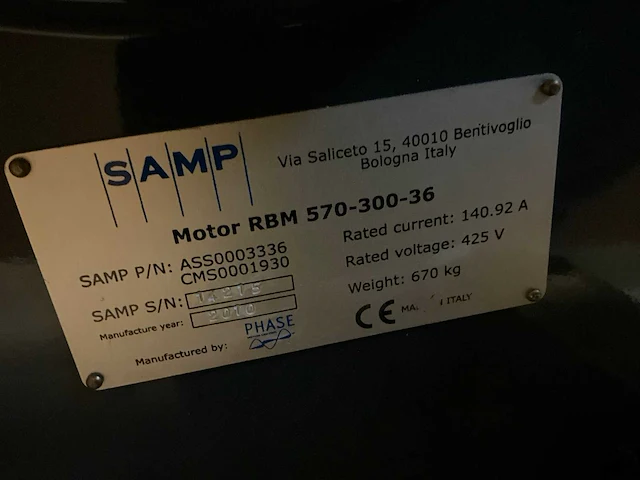 SAMP
Via Saliceto 15, 40010 Bentivoglio
Bologna Italy
Motor RBM 570-300-36
SAMP P/N: ASS0003336
CMS0001930
Rated current: 140.92 A
Rated voltage: 425 V
Weight: 670 kg
SAMP S/N:
Manufacture year: 2010
Manufactured by: PHASE
CE
ITALY